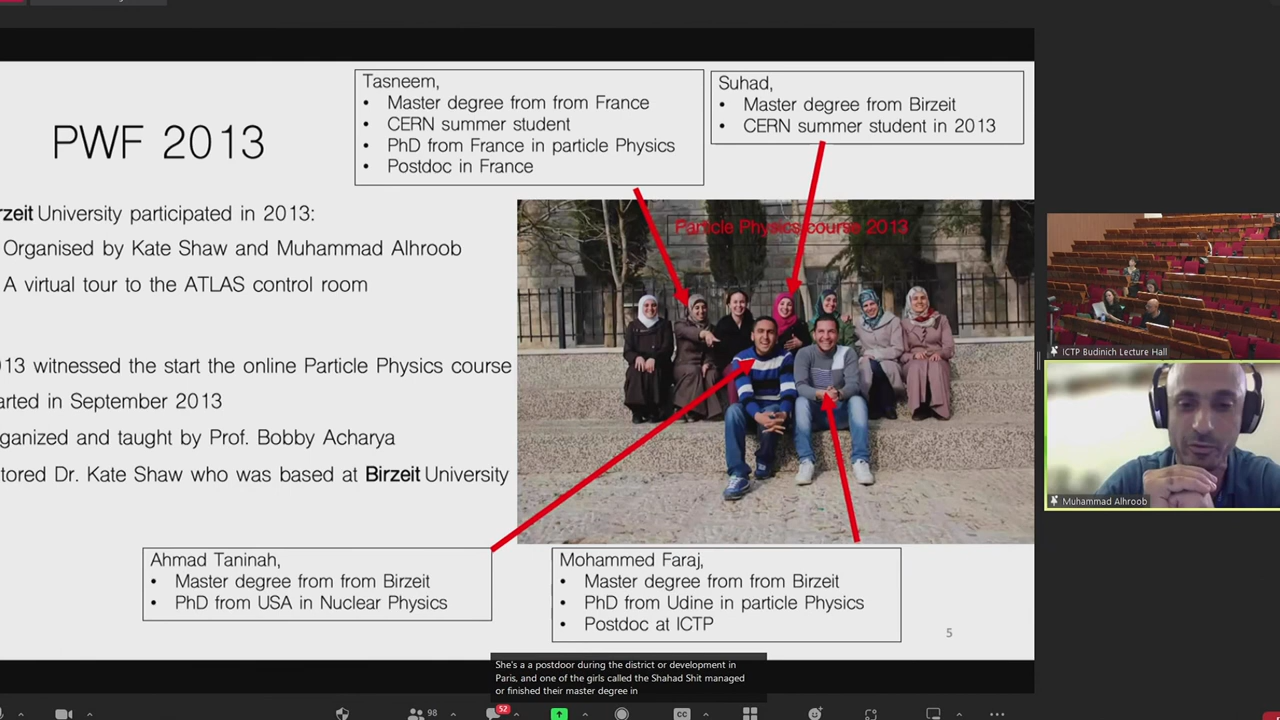 PWF 2013
rzeit University participated in 2013:
Organised by Kate Shaw and Muhammad Alhroob
A virtual tour to the ATLAS control room
013 witnessed the start the online Particle Physics course
arted in September 2013
ganized and taught by Prof. Bobby Acharya
tored Dr. Kate Shaw who was based at Birzeit University
Tasneem,
• Master degree from from France
• CERN summer student
• PhD from France in particle Physics
• Postdoc in France
Suhad,
• Master degree from Birzeit
• CERN summer student in 2013
Particle Physics course 2013
Ahmad Taninah,
• Master degree from from Birzeit
• PhD from USA in Nuclear Physics
Mohammed Faraj,
• Master degree from from Birzeit
• PhD from Udine in particle Physics
• Postdoc at ICTP
5
ICTP Budinich Lecture Hall
Muhammad Alhroob
She's a a postdoor during the district or development in
Paris, and one of the girls called the Shahad Shit managed
or finished their master degree in
98
52
CC